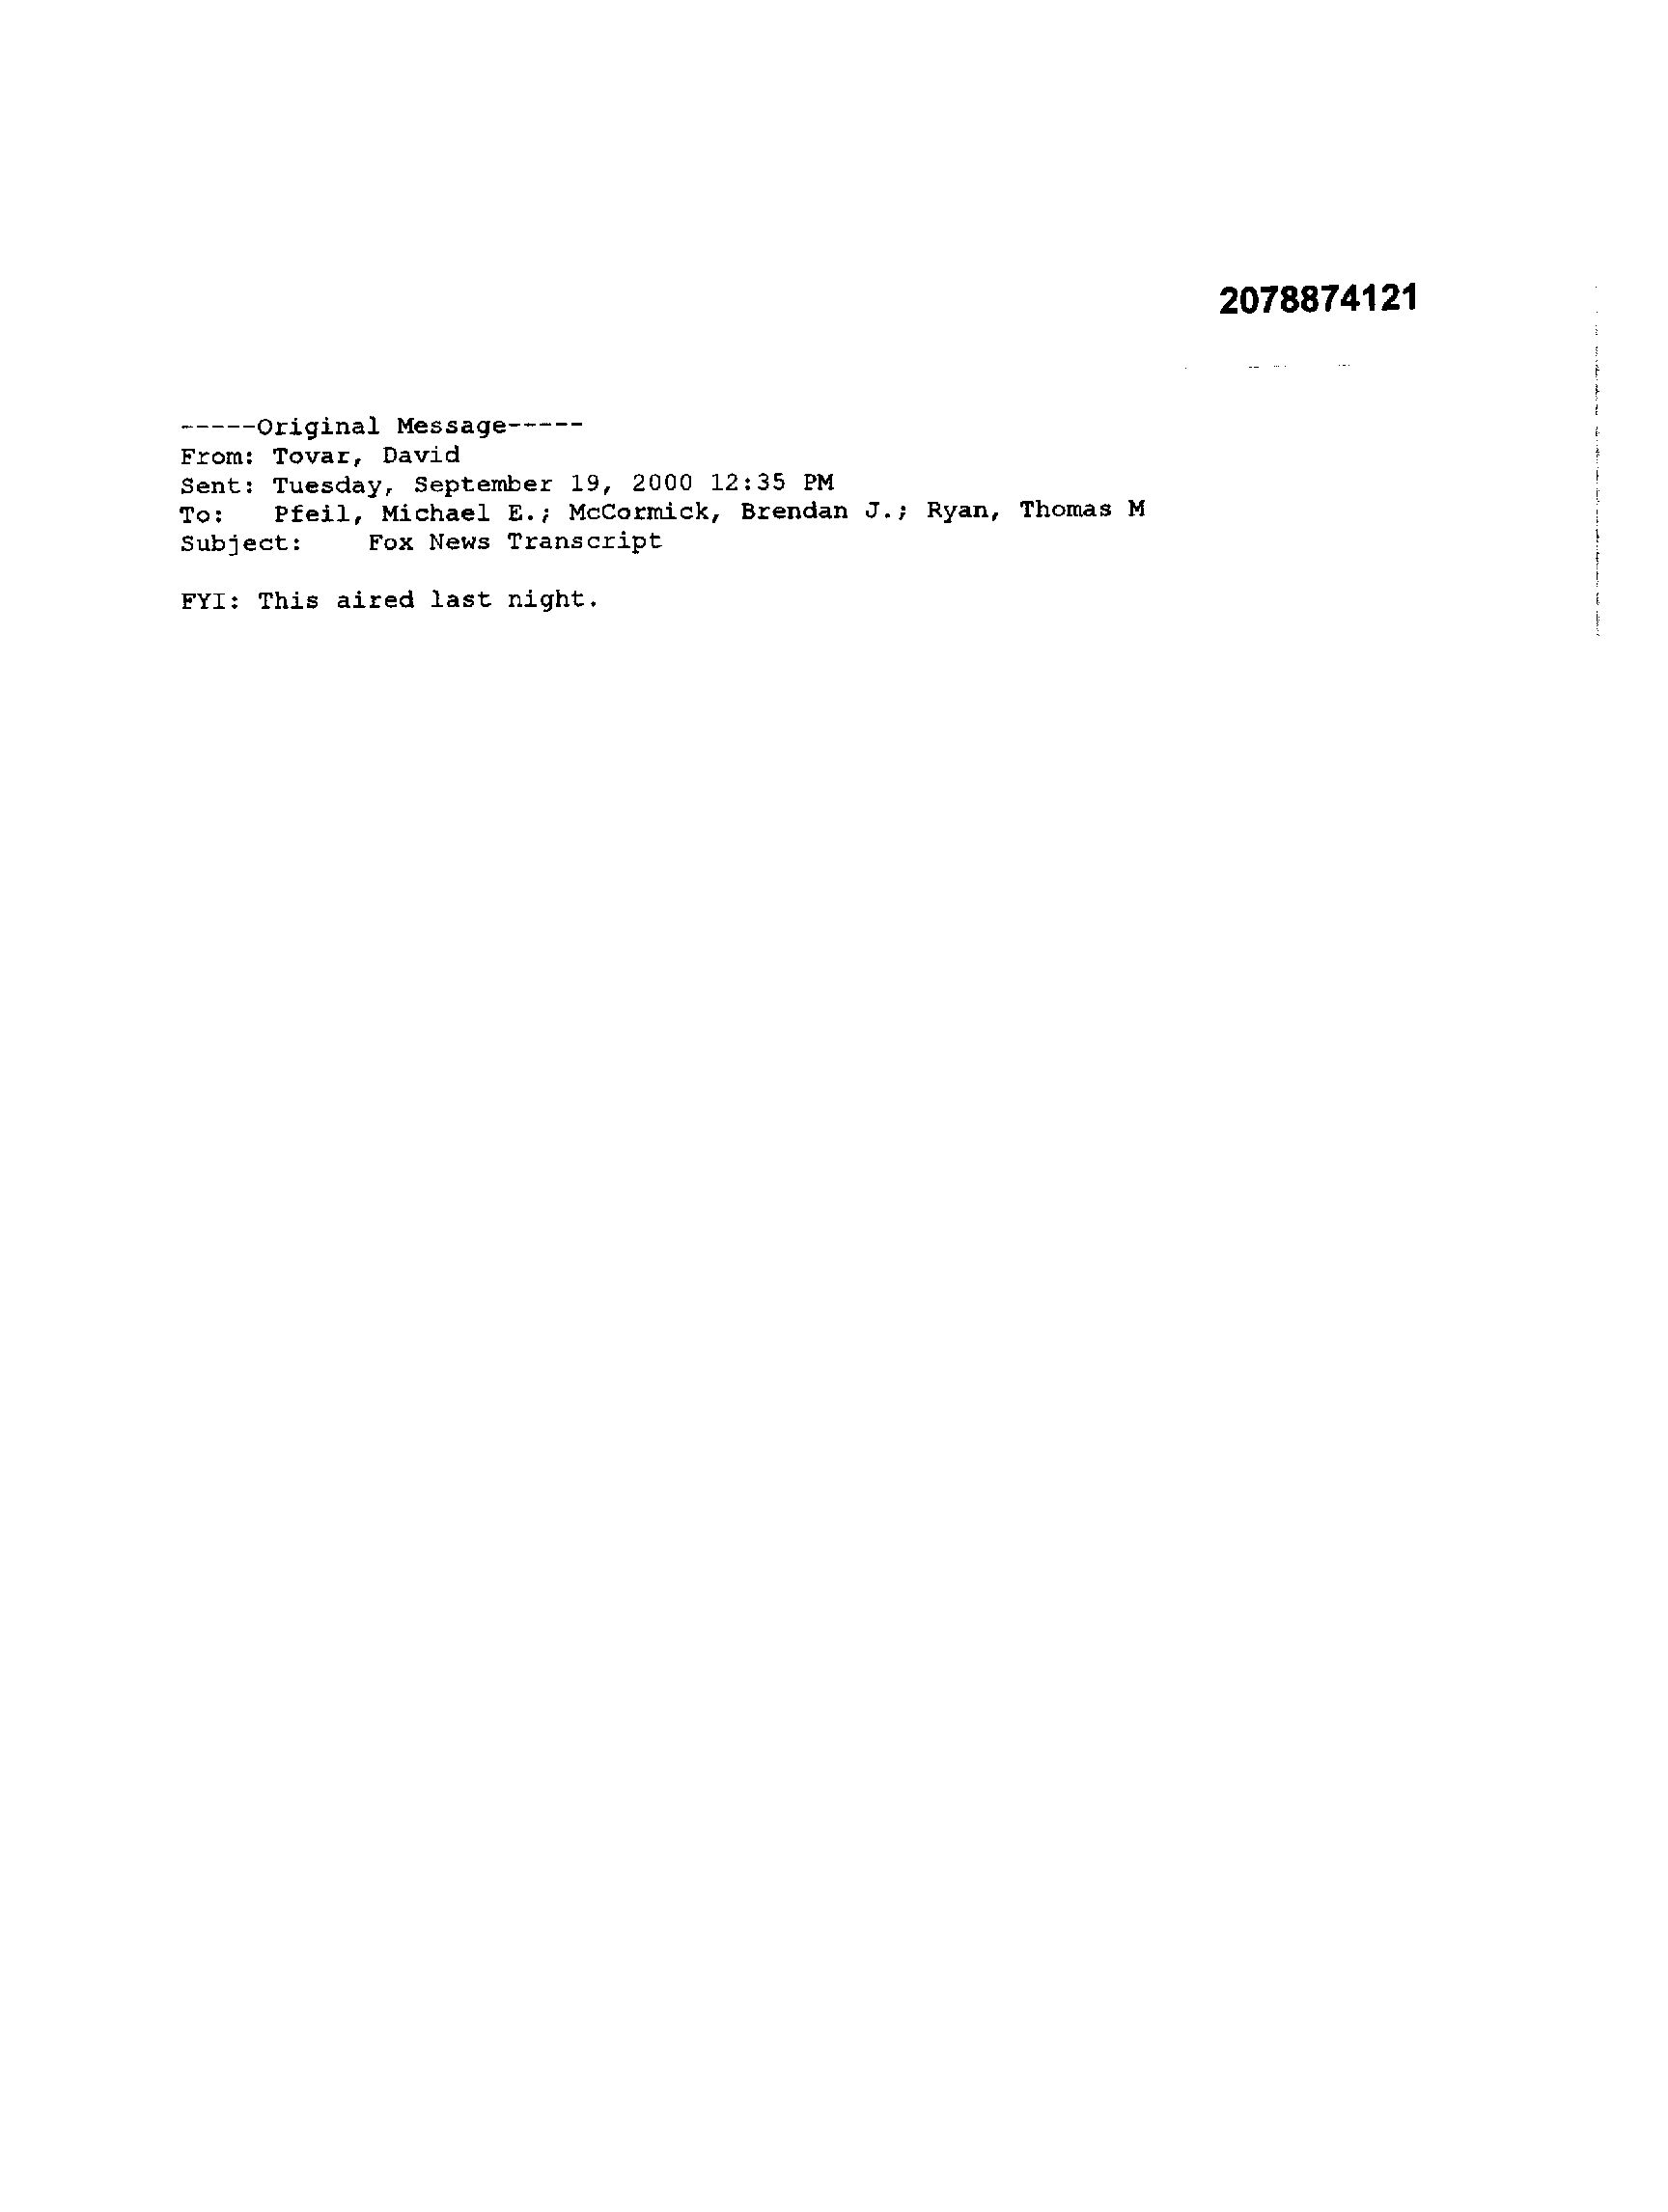 2078874121
-----Original Message-----
From: Tovar, David
Sent: Tuesday, September 19, 2000 12:35 PM
To: Pfeil, Michael E.; McCormick, Brendan J.; Ryan, Thomas M
Subject: Fox News Transcript
FYI: This aired last night.